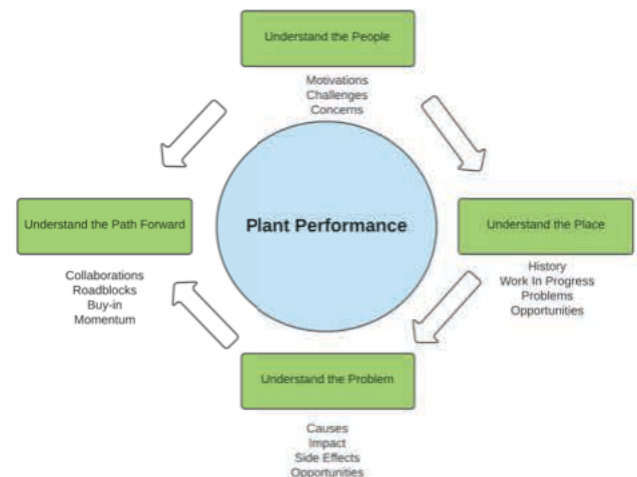 Understand the People
Motivations
Challenges
Concerns
Understand the Path Forward
Plant Performance
Understand the Place
Collaborations
Roadblocks
Buy-in
Momentum
History
Work In Progress
Problems
Opportunities
Understand the Problem
Causes
Impact
Side Effects
Opportunities